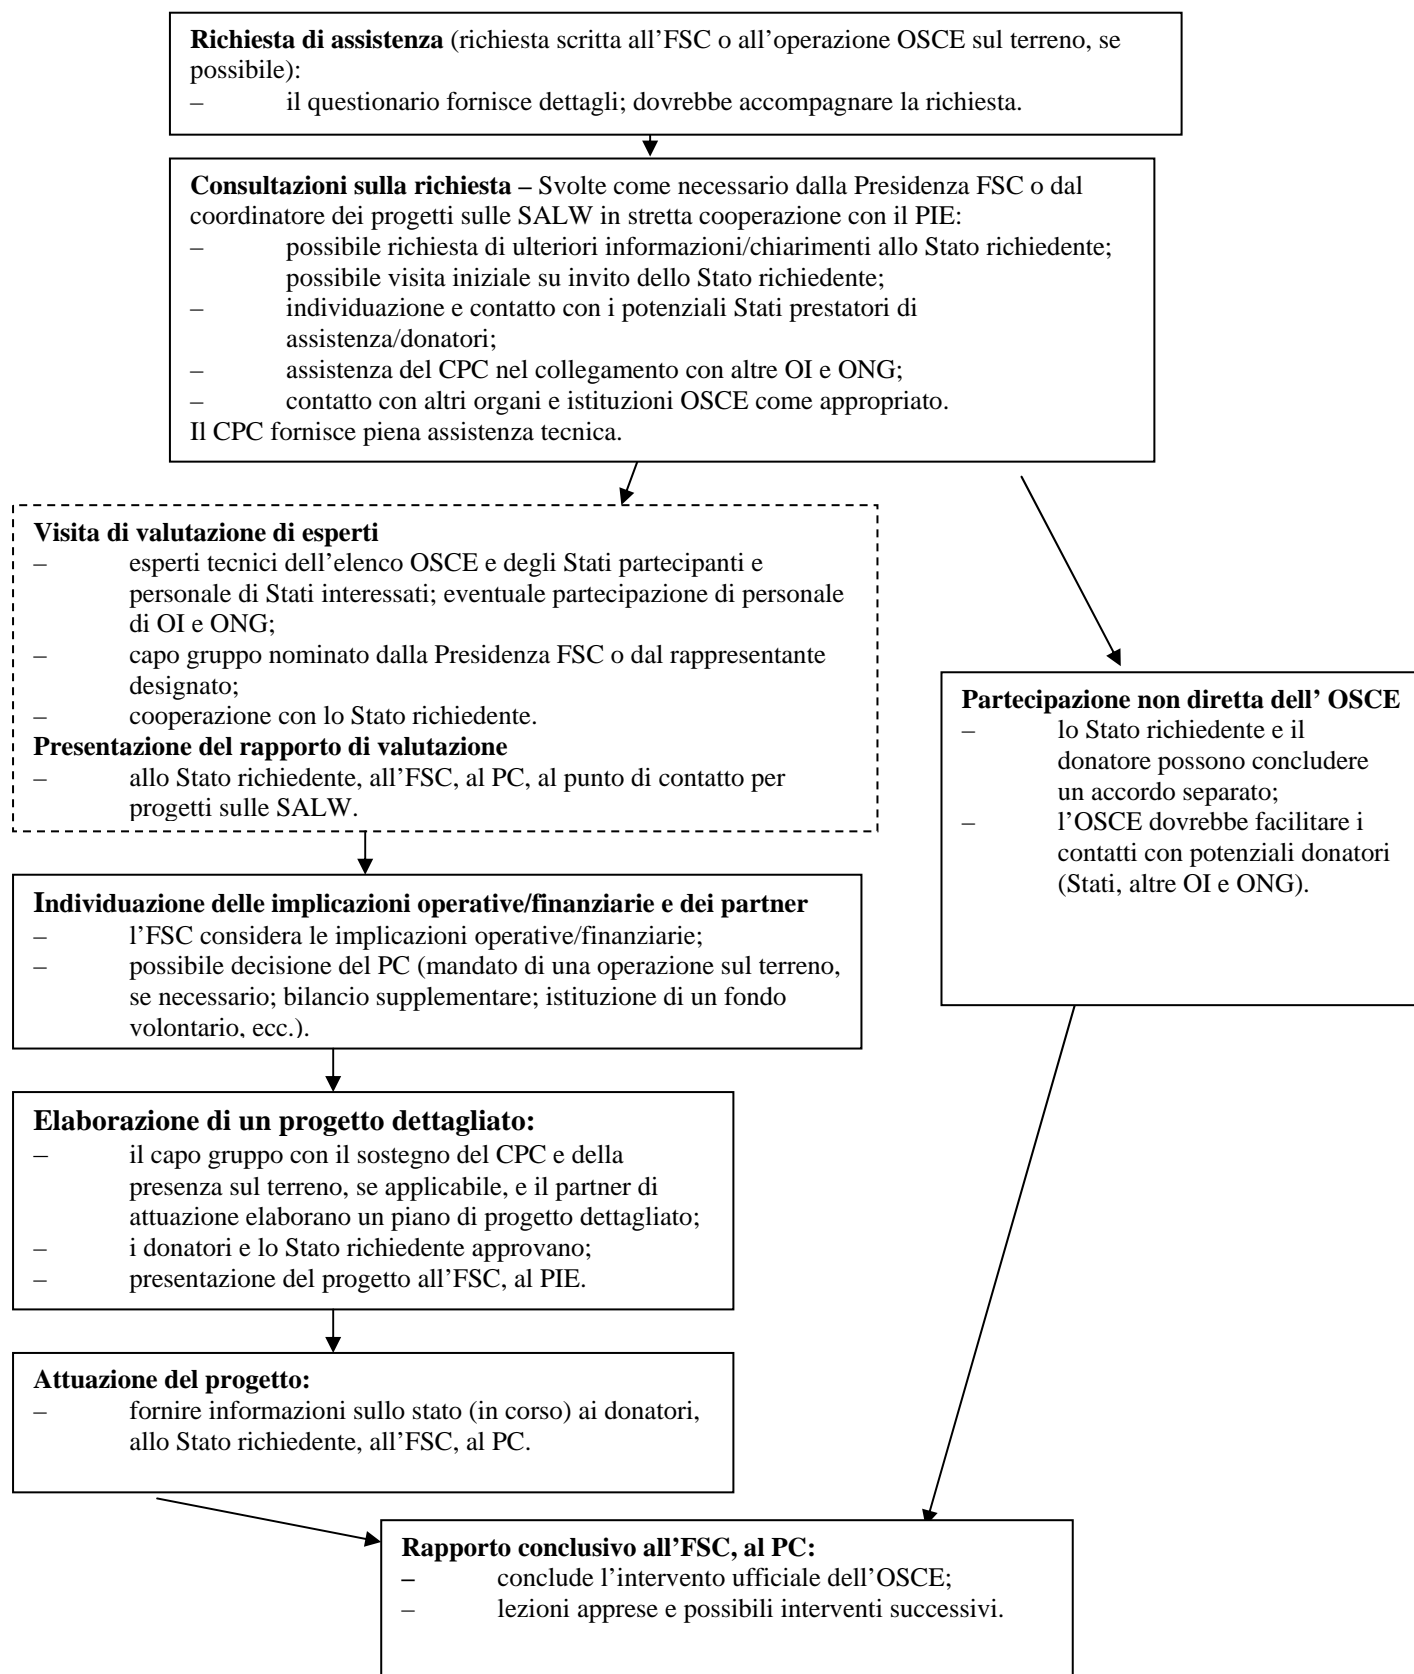 Richiesta di assistenza (richiesta scritta all’FSC o all’operazione OSCE sul terreno, se
possibile):
– il questionario fornisce dettagli; dovrebbe accompagnare la richiesta.
Consultazioni sulla richiesta – Svolte come necessario dalla Presidenza FSC o dal
coordinatore dei progetti sulle SALW in stretta cooperazione con il PIE:
– possibile richiesta di ulteriori informazioni/chiarimenti allo Stato richiedente;
possibile visita iniziale su invito dello Stato richiedente;
– individuazione e contatto con i potenziali Stati prestatori di
assistenza/donatori;
– assistenza del CPC nel collegamento con altre OI e ONG;
– contatto con altri organi e istituzioni OSCE come appropriato.
Il CPC fornisce piena assistenza tecnica.
Visita di valutazione di esperti
– esperti tecnici dell’elenco OSCE e degli Stati partecipanti e
personale di Stati interessati; eventuale partecipazione di personale
di OI e ONG;
– capo gruppo nominato dalla Presidenza FSC o dal rappresentante
designato;
– cooperazione con lo Stato richiedente.
Presentazione del rapporto di valutazione
– allo Stato richiedente, all’FSC, al PC, al punto di contatto per
progetti sulle SALW.
Partecipazione non diretta dell’ OSCE
– lo Stato richiedente e il
donatore possono concludere
un accordo separato;
– l’OSCE dovrebbe facilitare i
contatti con potenziali donatori
(Stati, altre OI e ONG).
Individuazione delle implicazioni operative/finanziarie e dei partner
– l’FSC considera le implicazioni operative/finanziarie;
– possibile decisione del PC (mandato di una operazione sul terreno,
se necessario; bilancio supplementare; istituzione di un fondo
volontario, ecc.).
Elaborazione di un progetto dettagliato:
– il capo gruppo con il sostegno del CPC e della
presenza sul terreno, se applicabile, e il partner di
attuazione elaborano un piano di progetto dettagliato;
– i donatori e lo Stato richiedente approvano;
– presentazione del progetto all’FSC, al PIE.
Attuazione del progetto:
– fornire informazioni sullo stato (in corso) ai donatori,
allo Stato richiedente, all’FSC, al PC.
Rapporto conclusivo all’FSC, al PC:
– conclude l’intervento ufficiale dell’OSCE;
– lezioni apprese e possibili interventi successivi.